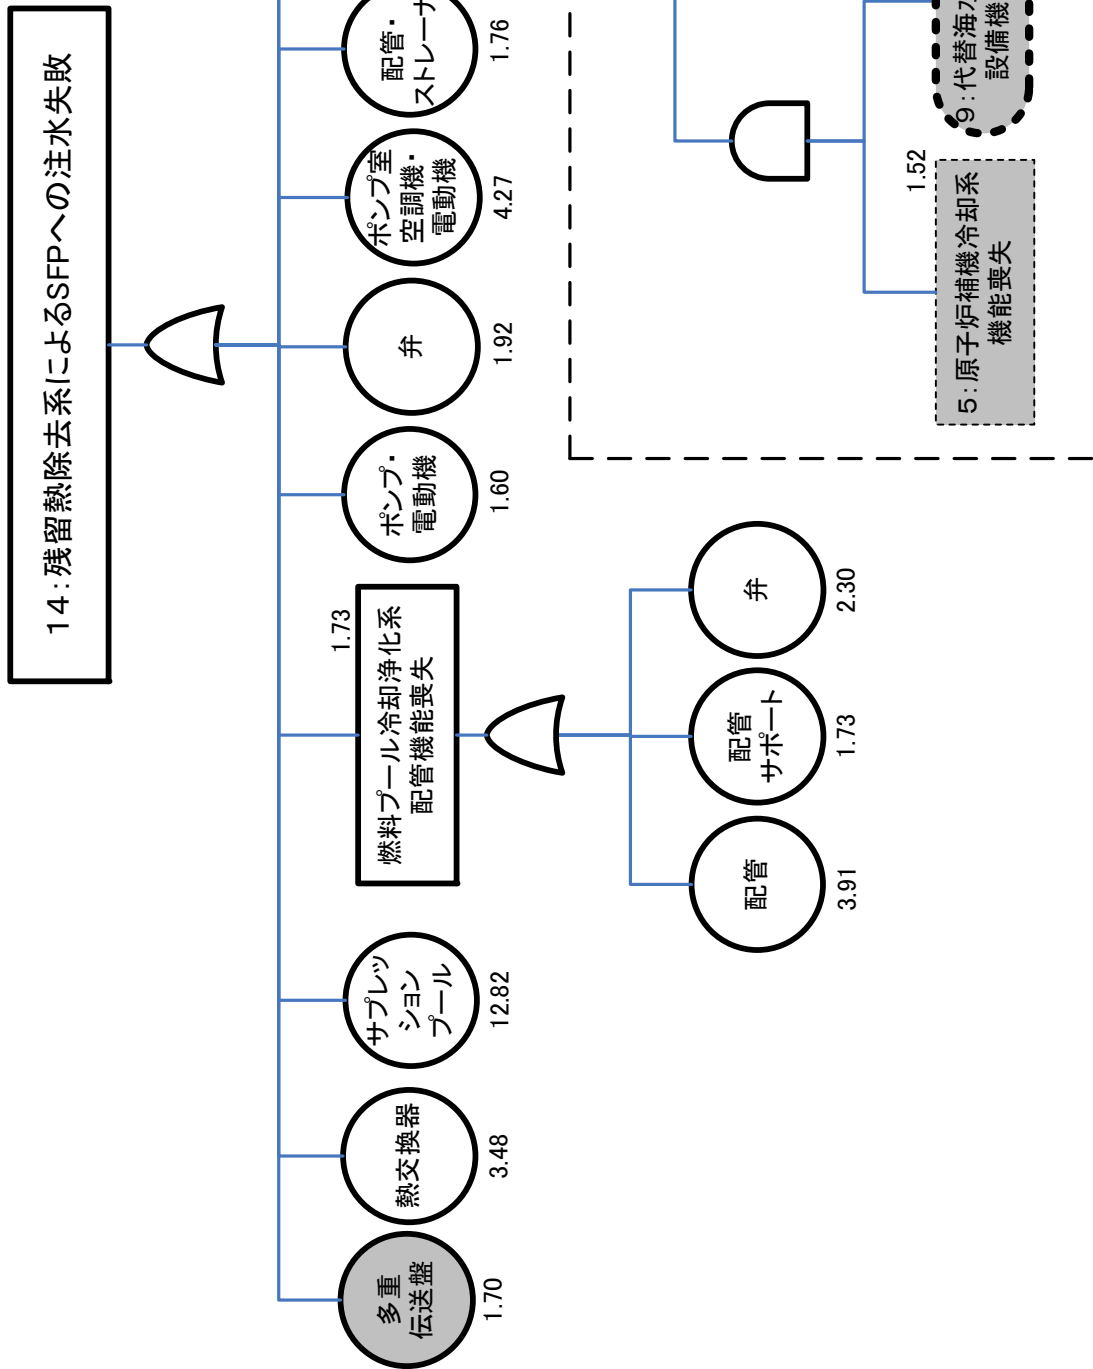 14:残留熱除去系によるSFPへの注水失敗
多重
伝送盤
1.70
熱交換器
3.48
サプレッ
ション
プール
12.82
1.73
燃料プール冷却浄化系
配管機能喪失
配管
3.91
配管
サポート
1.73
弁
2.30
ポンプ・
電動機
1.60
弁
1.92
ポンプ室
空調機・
電動機
4.27
配管・
ストレーナ
1.76
1.52
5:原子炉補機冷却系
機能喪失
9:代替海水
設備機